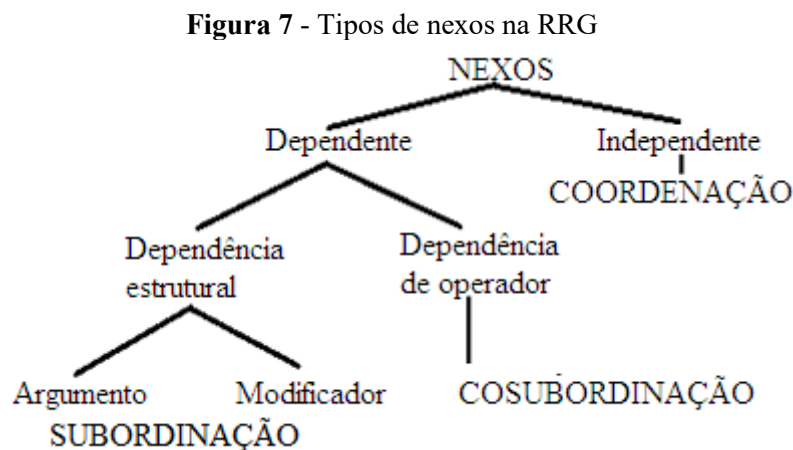 Figura 7 - Tipos de nexos na RRG
NEXOS
Dependente
Independente
COORDENAÇÃO
Dependência
estrutural
Dependência
de operador
Argumento
Modificador
SUBORDINAÇÃO
COSUBORDINAÇÃO